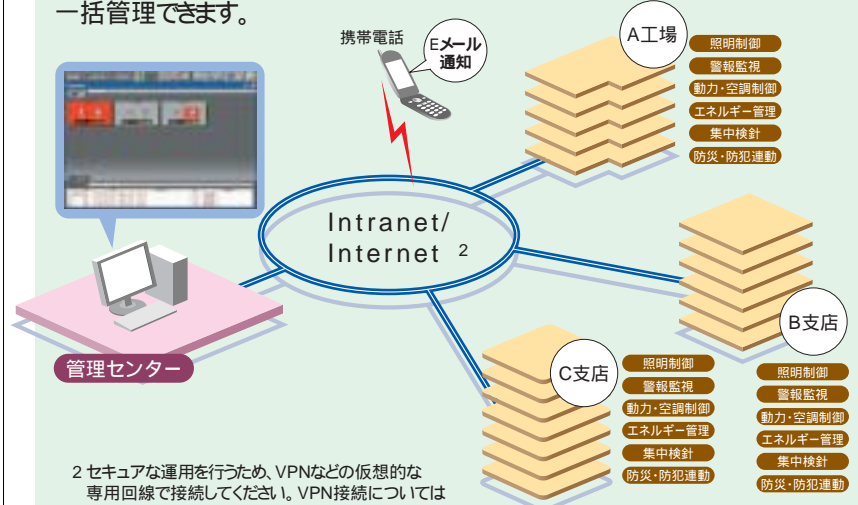 一括管理できます。
携帯電話
Eメール
通知
A工場
照明制御
警報監視
動力・空調制御
エネルギー管理
集中検針
防災・防犯連動
Intranet/
Internet 2
管理センター
B支店
照明制御
警報監視
動力・空調制御
エネルギー管理
集中検針
防災・防犯連動
C支店
照明制御
警報監視
動力・空調制御
エネルギー管理
集中検針
防災・防犯連動
2 セキュアな運用を行うため、VPNなどの仮想的な
専用回線で接続してください。VPN接続については